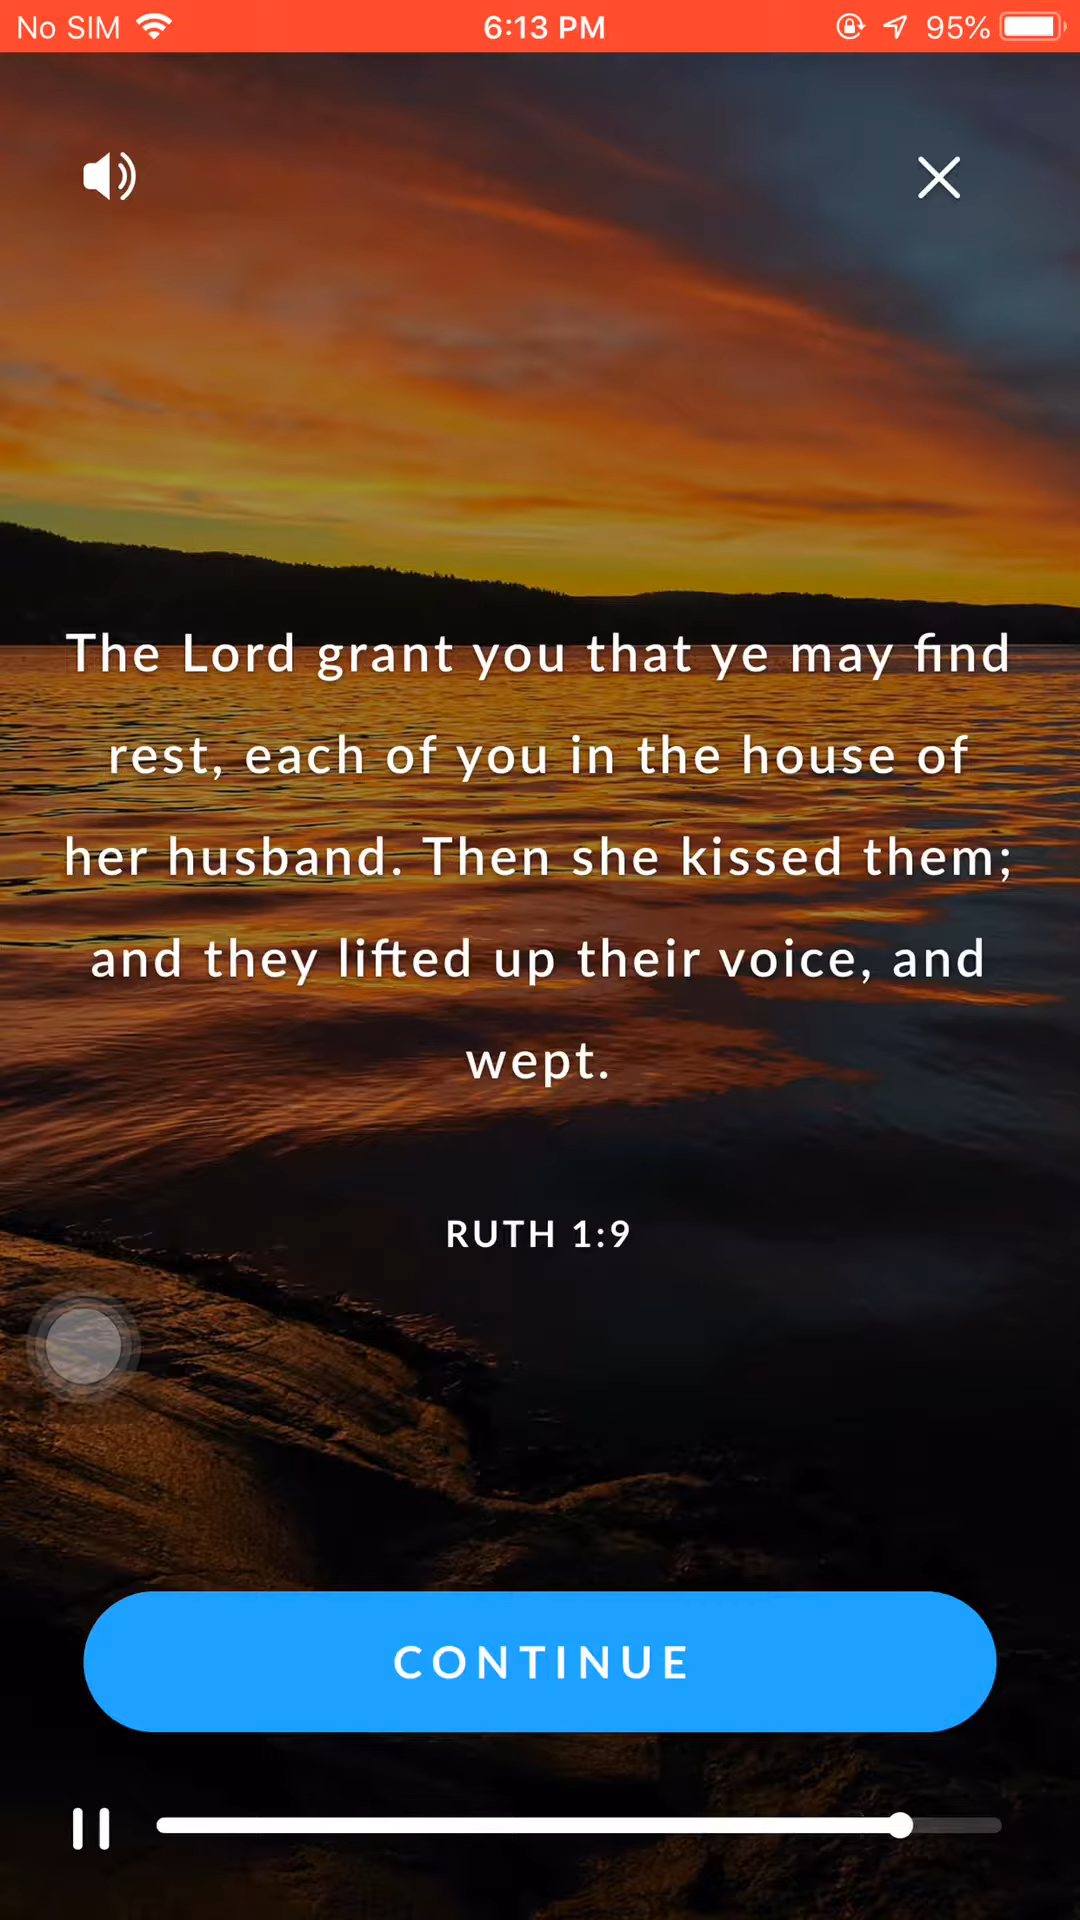 No SIM 6:13 PM 95%
The Lord grant you that ye may find
rest, each of you in the house of
her husband. Then she kissed them;
and they lifted up their voice, and
wept.
RUTH 1:9
CONTINUE